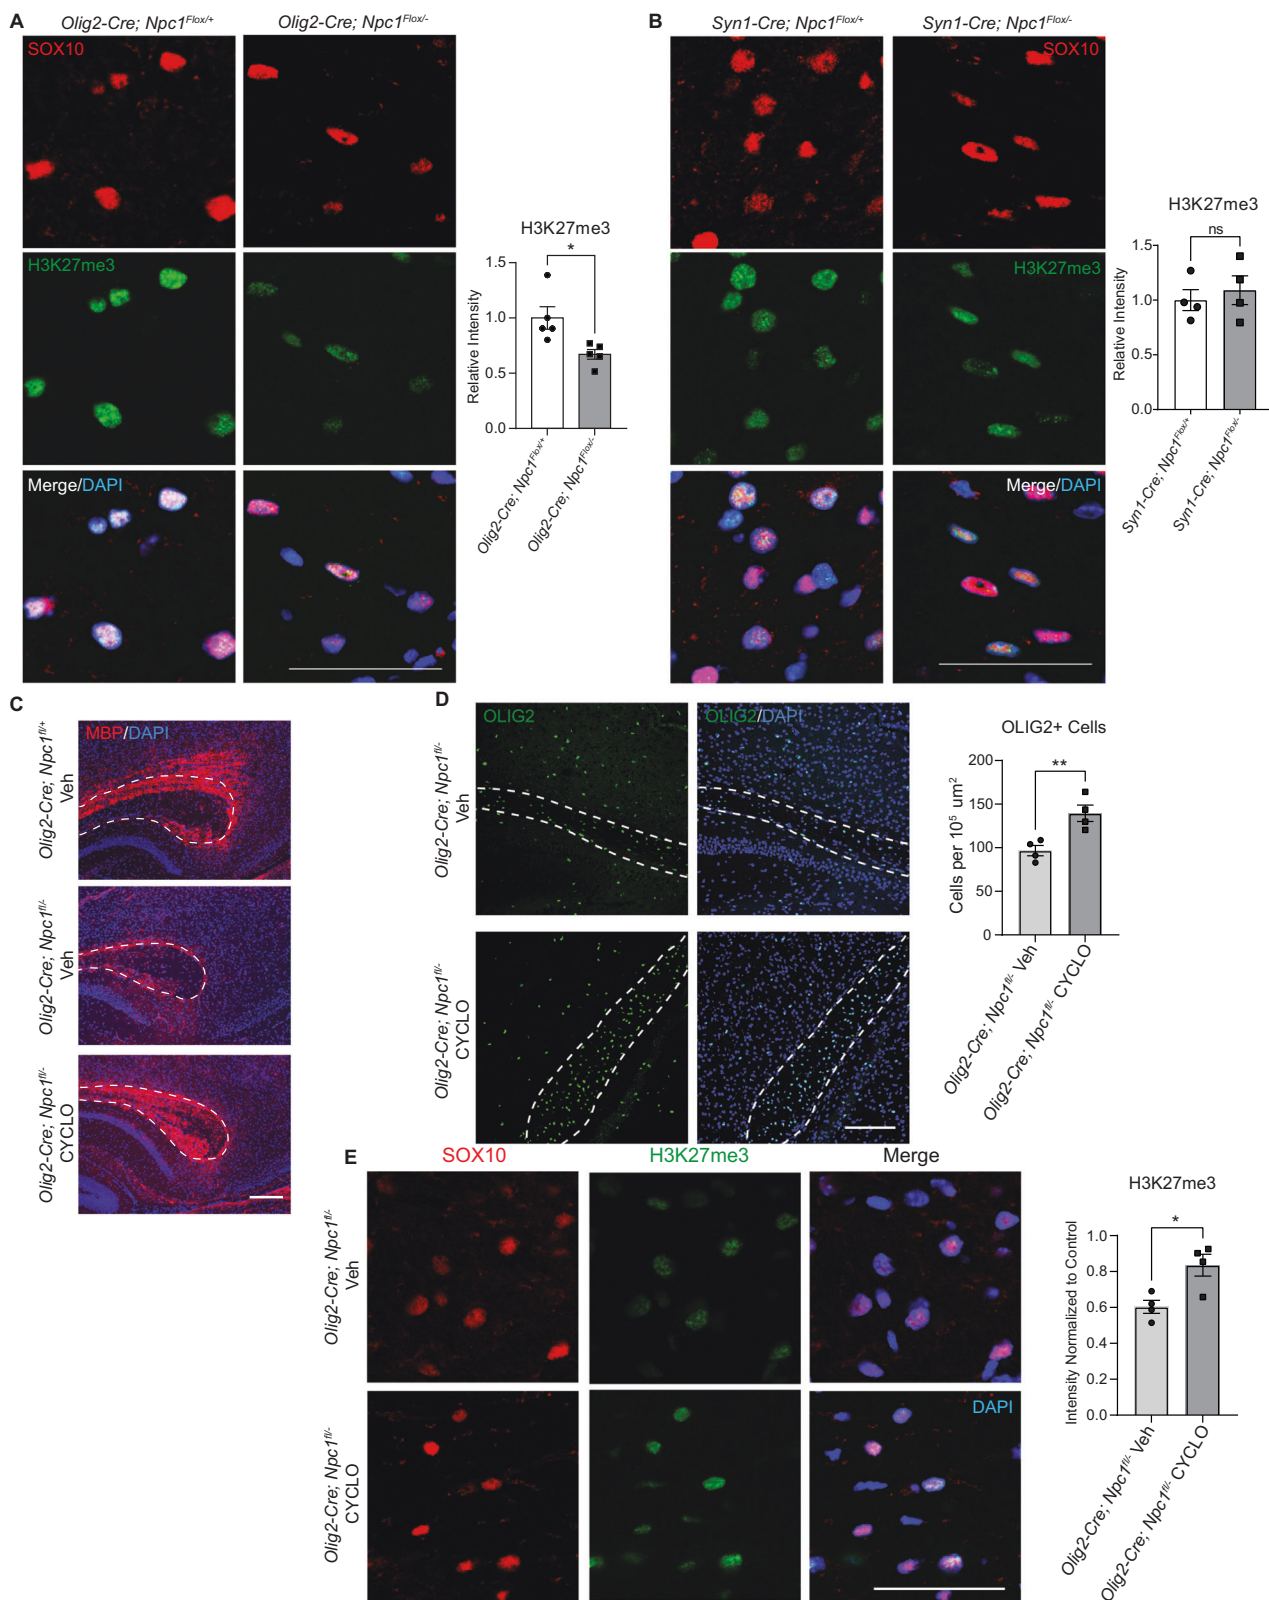 A
Olig2-Cre; Npc1Flox/+
Olig2-Cre; Npc1Flox/-
SOX10
H3K27me3
Merge/DAPI
H3K27me3
*
Relative Intensity
1.5
1.0
0.5
0.0
Olig2-Cre; Npc1Flox/+
Olig2-Cre; Npc1Flox/-
B
Syn1-Cre; Npc1Flox/+
Syn1-Cre; Npc1Flox/-
SOX10
H3K27me3
Merge/DAPI
H3K27me3
ns
Relative Intensity
1.5
1.0
0.5
0.0
Syn1-Cre; Npc1Flox/+
Syn1-Cre; Npc1Flox/-
C
MBP/DAPI
Olig2-Cre; Npc1fl/+
Veh
Olig2-Cre; Npc1fl/-
Veh
Olig2-Cre; Npc1fl/-
CYCLO
D
OLIG2
OLIG2/DAPI
Olig2-Cre; Npc1fl/-
Veh
Olig2-Cre; Npc1fl/-
CYCLO
OLIG2+ Cells
**
Cells per 10⁵ um²
200
150
100
50
0
Olig2-Cre; Npc1fl/- Veh
Olig2-Cre; Npc1fl/- CYCLO
E
SOX10
H3K27me3
Merge
Olig2-Cre; Npc1fl/-
Veh
Olig2-Cre; Npc1fl/-
CYCLO
DAPI
H3K27me3
*
Intensity Normalized to Control
1.0
0.8
0.6
0.4
0.2
0.0
Olig2-Cre; Npc1fl/- Veh
Olig2-Cre; Npc1fl/- CYCLO